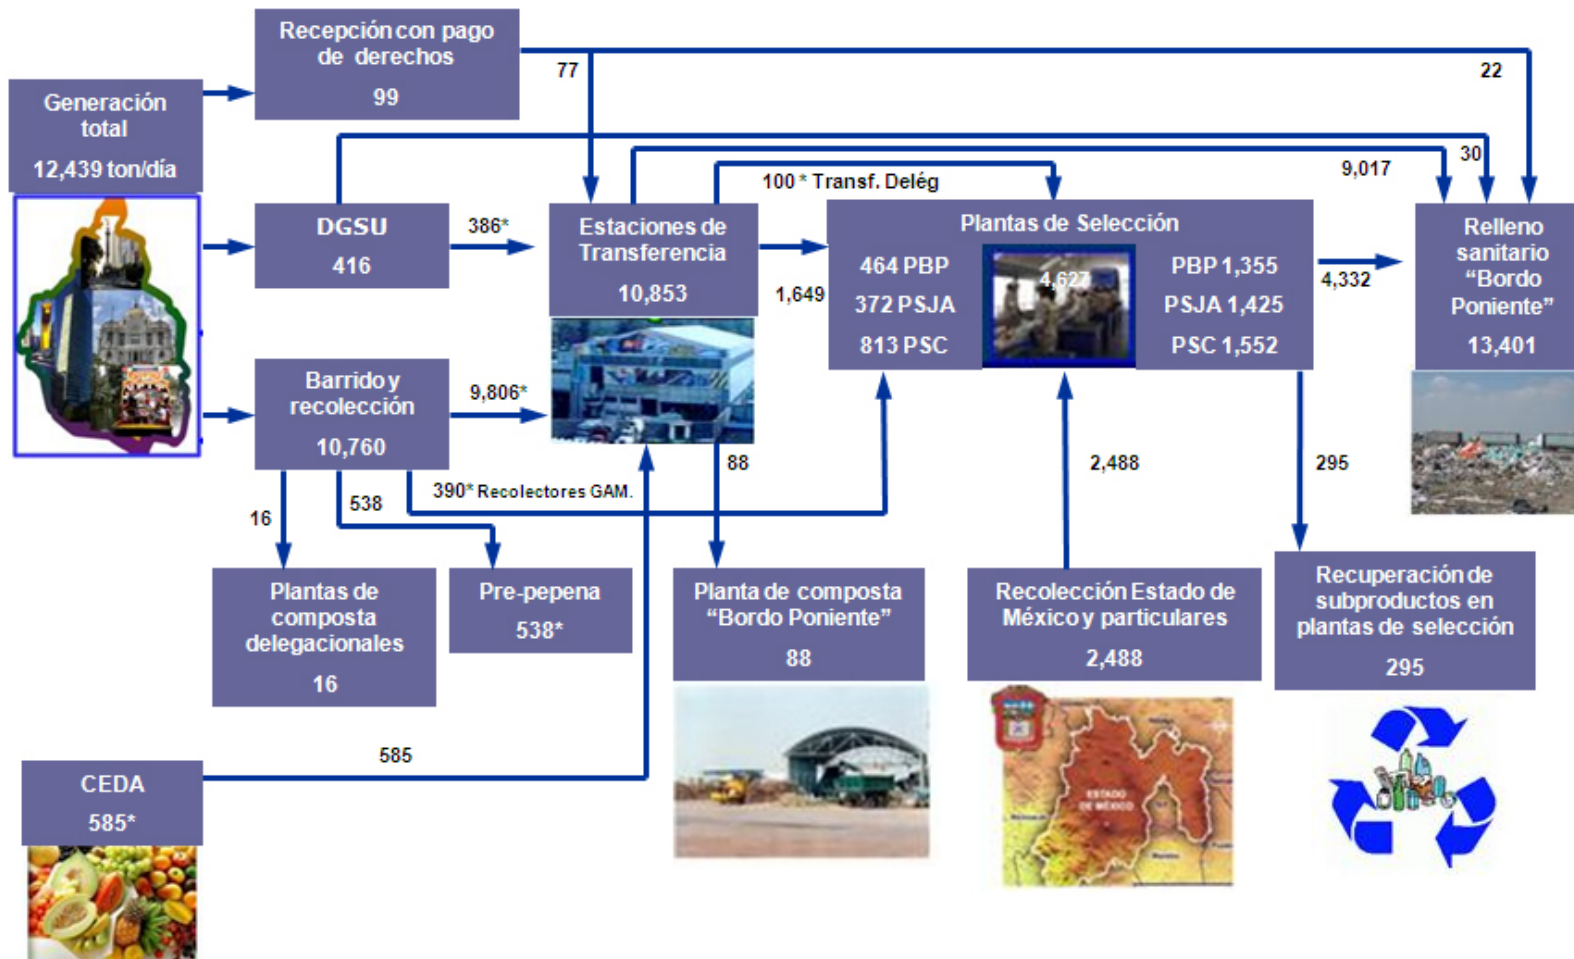 Recepción con pago
de derechos
99
Generación
total
12,439 ton/día
77
22
30
9,017
100 * Transf. Delég
DGSU
416
386*
Estaciones de
Transferencia
10,853
1,649
Plantas de Selección
464 PBP
372 PSJA
813 PSC
4,627
PBP 1,355
PSJA 1,425
PSC 1,552
4,332
Relleno
sanitario
“Bordo
Poniente”
13,401
Barrido y
recolección
10,760
9,806*
88
2,488
295
390* Recolectores GAM.
16
538
Plantas de
composta
delegacionales
16
Pre-pepena
538*
Planta de composta
“Bordo Poniente”
88
Recolección Estado de
México y particulares
2,488
Recuperación de
subproductos en
plantas de selección
295
ESTADO
DE MÉXICO
585
CEDA
585*